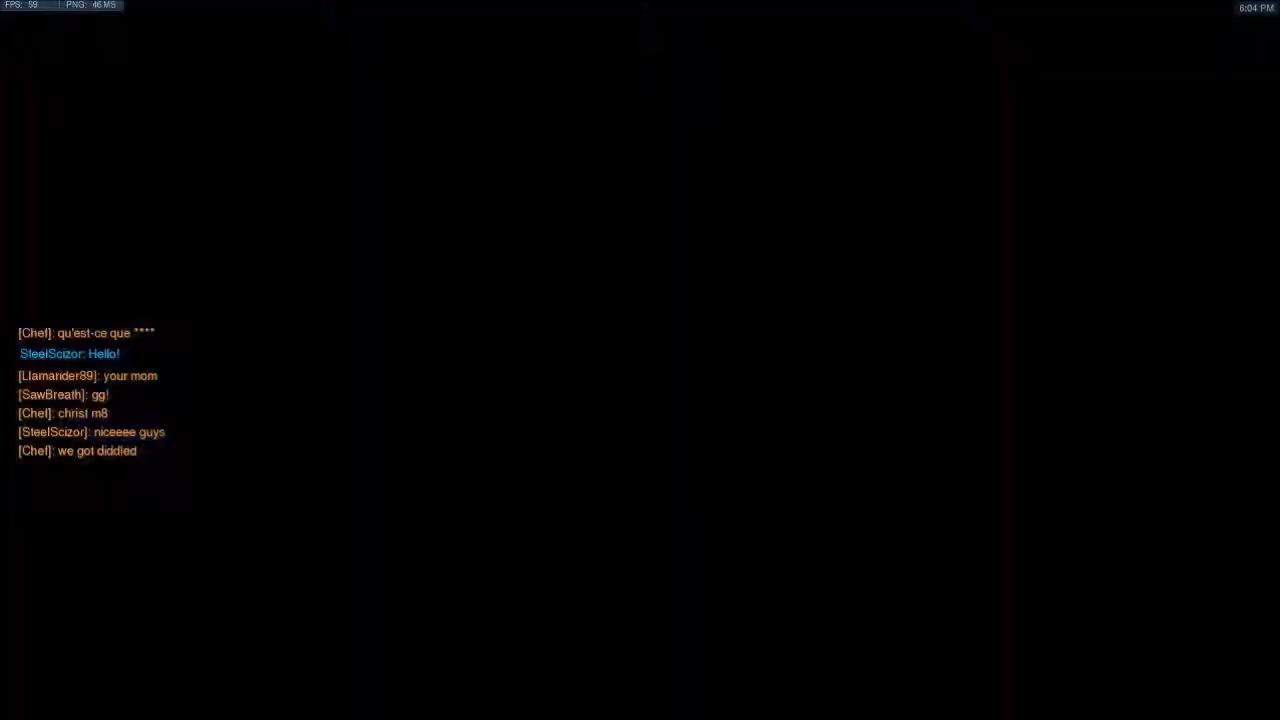 FPS: 59 | PNG: 46 MS
6:04 PM
[Chef]: qu'est-ce que ****
SteelScizor: Hello!
[Llamarider89]: your mom
[SawBreath]: gg!
[Chef]: christ m8
[SteelScizor]: niceeee guys
[Chef]: we got diddled